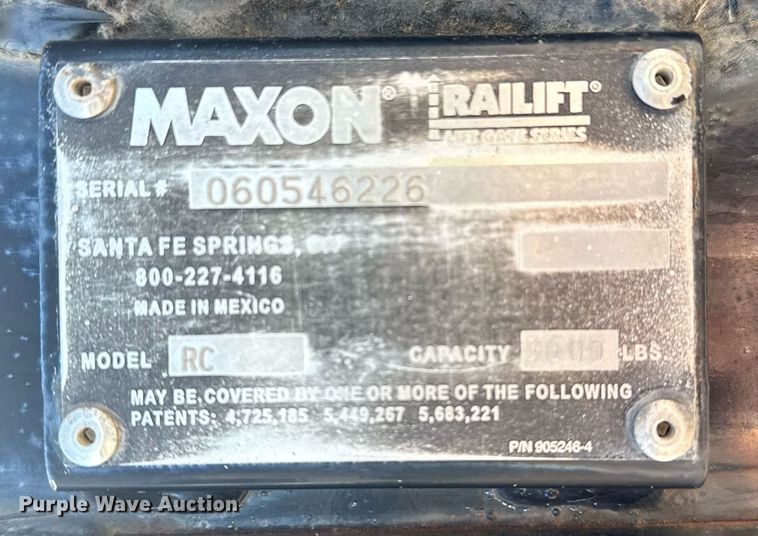 MAXON® RAILIFT®
LIFTGATE SERIES
SERIAL # 060546226
SANTA FE SPRINGS,
800-227-4116
MADE IN MEXICO
MODEL RC CAPACITY LBS.
MAY BE COVERED BY ONE OR MORE OF THE FOLLOWING
PATENTS: 4,725,185 5,449,267 5,683,221
P/N 905246-4
Purple Wave Auction